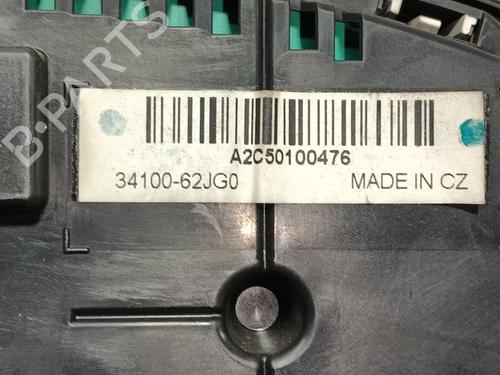 B-PARTS
A2C50100476
34100-62JG0 MADE IN CZ
L